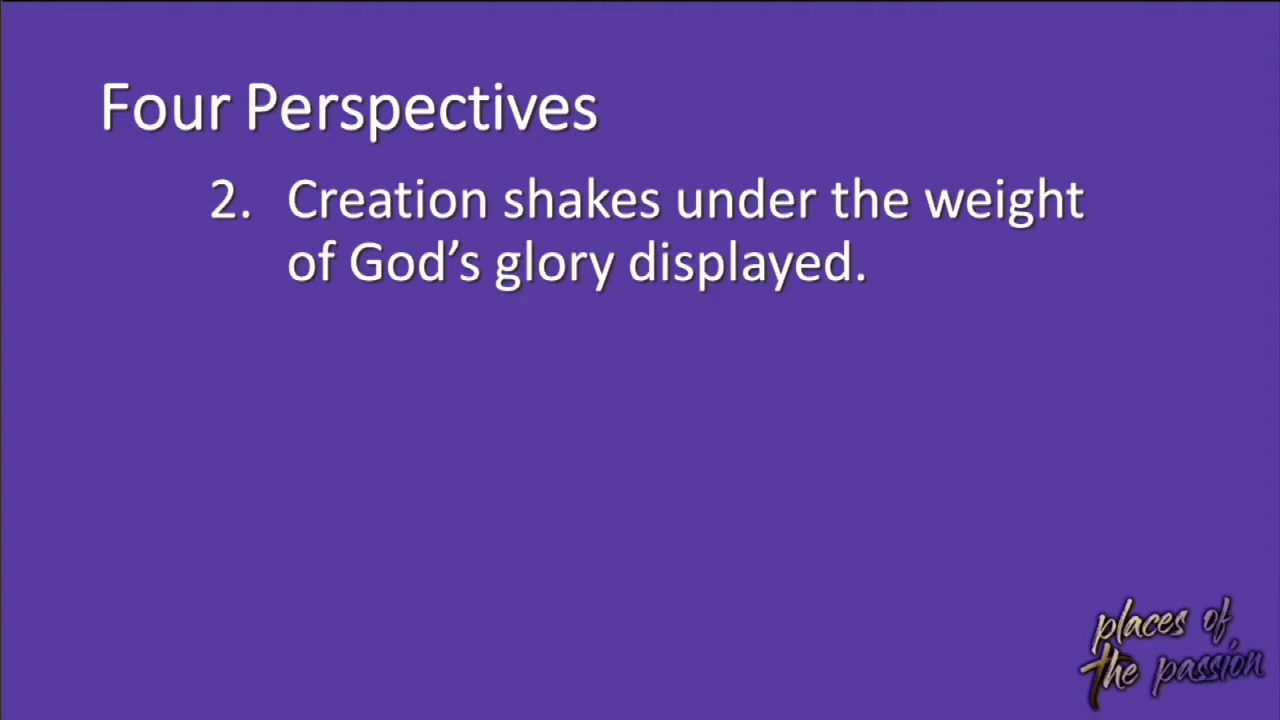 Four Perspectives
2. Creation shakes under the weight
of God's glory displayed.
places of
the passion